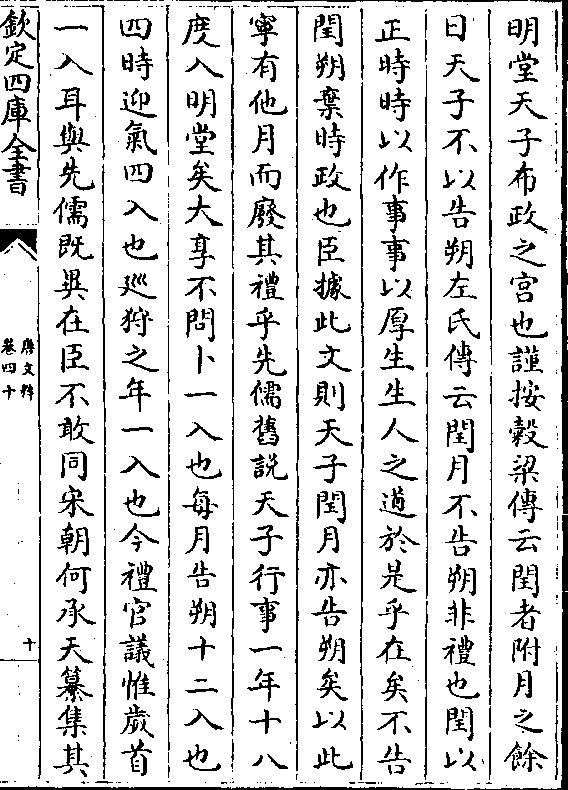 明堂天子布政之宮也謹按穀梁傳云閏者附月之餘
日天子不以告朔左氏傳云閏月不告朔非禮也閏以
正時時以作事事以厚生生人之道於是乎在矣不告
閏朔棄時政也臣據此文則天子閏月亦告朔矣以此
寧有他月而廢其禮乎先儒舊說天子行事一年十八
度入明堂矣大享不問卜一入也每月告朔十二入也
四時迎氣四入也廵狩之年一入也今禮官議惟歲首
一入耳與先儒既異在臣不敢同宋朝何承天纂集其
欽定四庫全書
唐文粹
卷四十
十